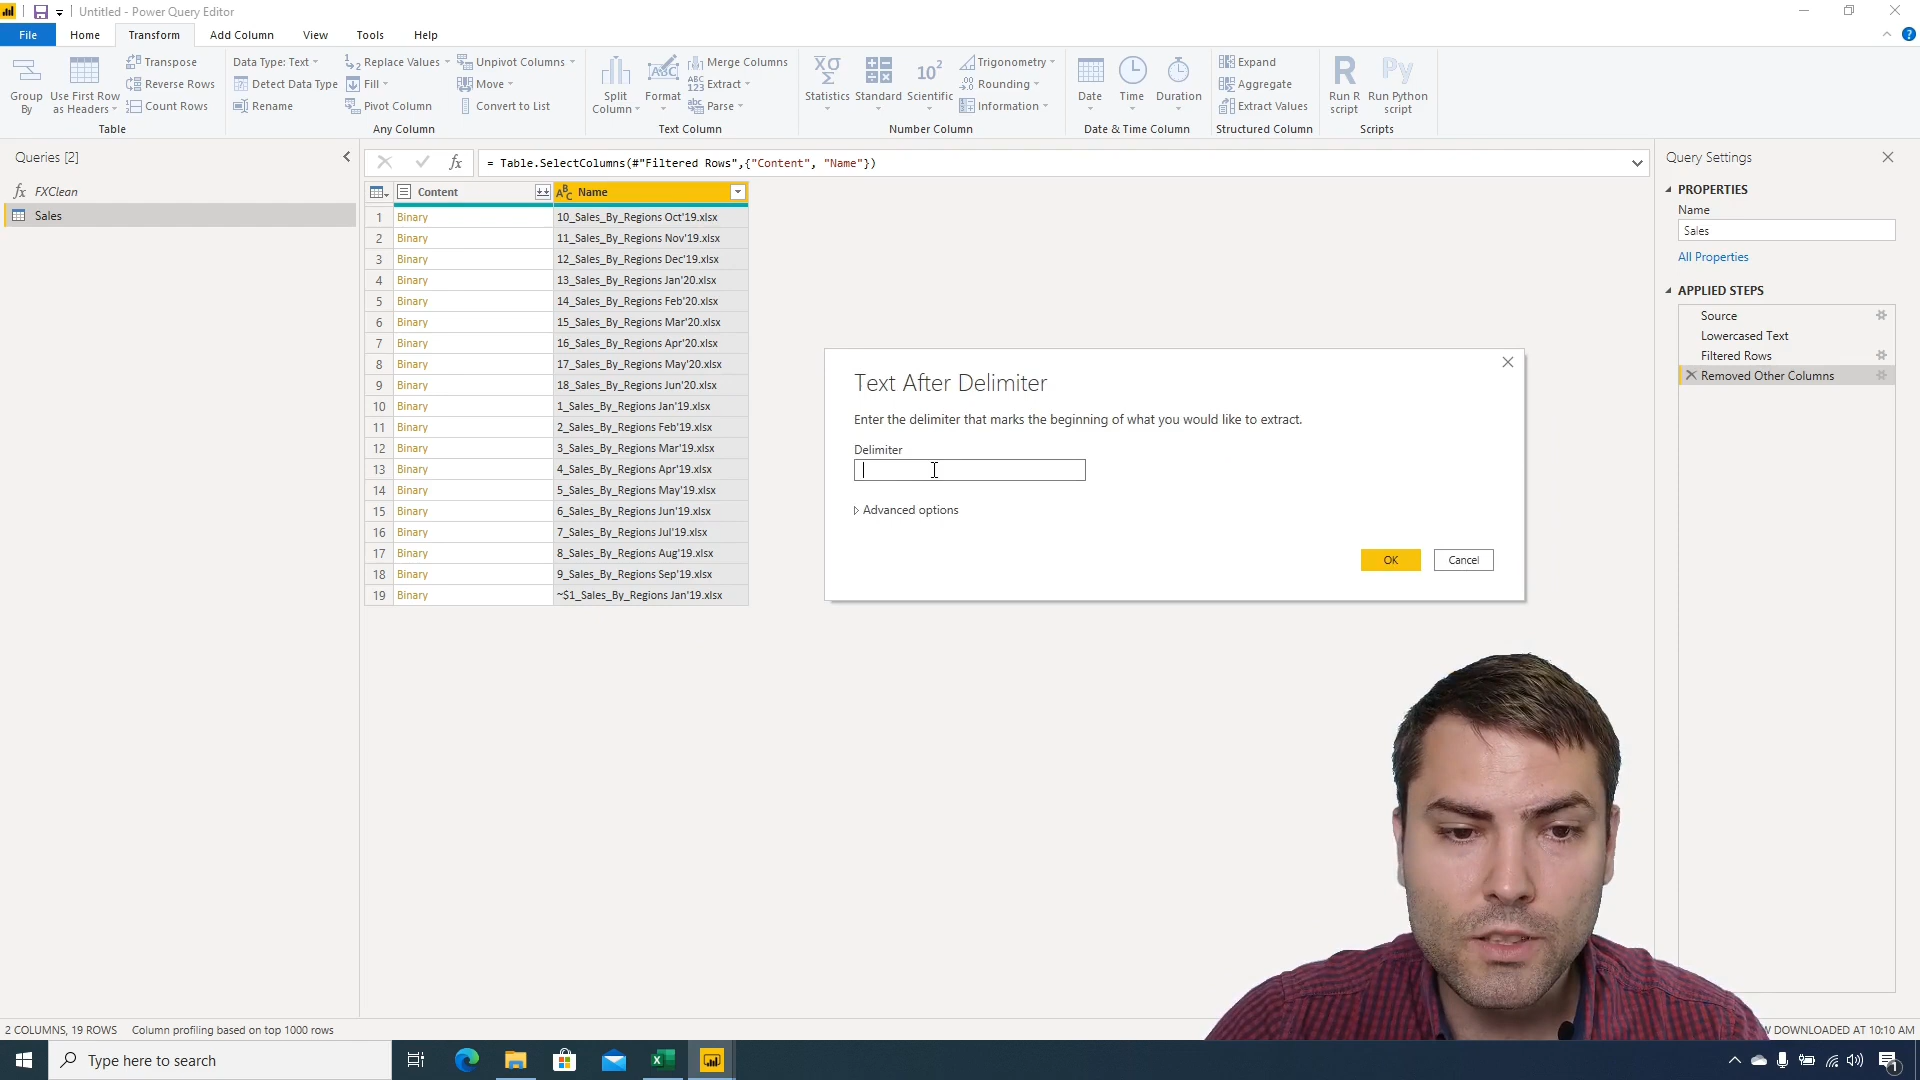 Untitled - Power Query Editor
File Home Transform Add Column View Tools Help
Group By
Use First Row as Headers
Transpose
Reverse Rows
Count Rows
Table
Data Type: Text
Detect Data Type
Rename
Replace Values
Fill
Pivot Column
Unpivot Columns
Move
Convert to List
Any Column
Split Column
Format
ABC
Merge Columns
ABC 123 Extract
abc Parse
Text Column
Χσ Statistics
Standard
10² Scientific
Trigonometry
.00 Rounding
Information
Number Column
Date
Time
Duration
Date & Time Column
Expand
Aggregate
Extract Values
Structured Column
R Run R script
Py Run Python script
Scripts
Queries [2]
fx FXClean
Sales
fx = Table.SelectColumns(#"Filtered Rows",{"Content", "Name"})
Content ABC Name
1 Binary 10_Sales_By_Regions Oct'19.xlsx
2 Binary 11_Sales_By_Regions Nov'19.xlsx
3 Binary 12_Sales_By_Regions Dec'19.xlsx
4 Binary 13_Sales_By_Regions Jan'20.xlsx
5 Binary 14_Sales_By_Regions Feb'20.xlsx
6 Binary 15_Sales_By_Regions Mar'20.xlsx
7 Binary 16_Sales_By_Regions Apr'20.xlsx
8 Binary 17_Sales_By_Regions May'20.xlsx
9 Binary 18_Sales_By_Regions Jun'20.xlsx
10 Binary 1_Sales_By_Regions Jan'19.xlsx
11 Binary 2_Sales_By_Regions Feb'19.xlsx
12 Binary 3_Sales_By_Regions Mar'19.xlsx
13 Binary 4_Sales_By_Regions Apr'19.xlsx
14 Binary 5_Sales_By_Regions May'19.xlsx
15 Binary 6_Sales_By_Regions Jun'19.xlsx
16 Binary 7_Sales_By_Regions Jul'19.xlsx
17 Binary 8_Sales_By_Regions Aug'19.xlsx
18 Binary 9_Sales_By_Regions Sep'19.xlsx
19 Binary ~$1_Sales_By_Regions Jan'19.xlsx
Text After Delimiter
Enter the delimiter that marks the beginning of what you would like to extract.
Delimiter
Advanced options
OK Cancel
Query Settings
PROPERTIES
Name
Sales
All Properties
APPLIED STEPS
Source
Lowercased Text
Filtered Rows
Removed Other Columns
2 COLUMNS, 19 ROWS Column profiling based on top 1000 rows
DOWNLOADED AT 10:10 AM
Type here to search
1